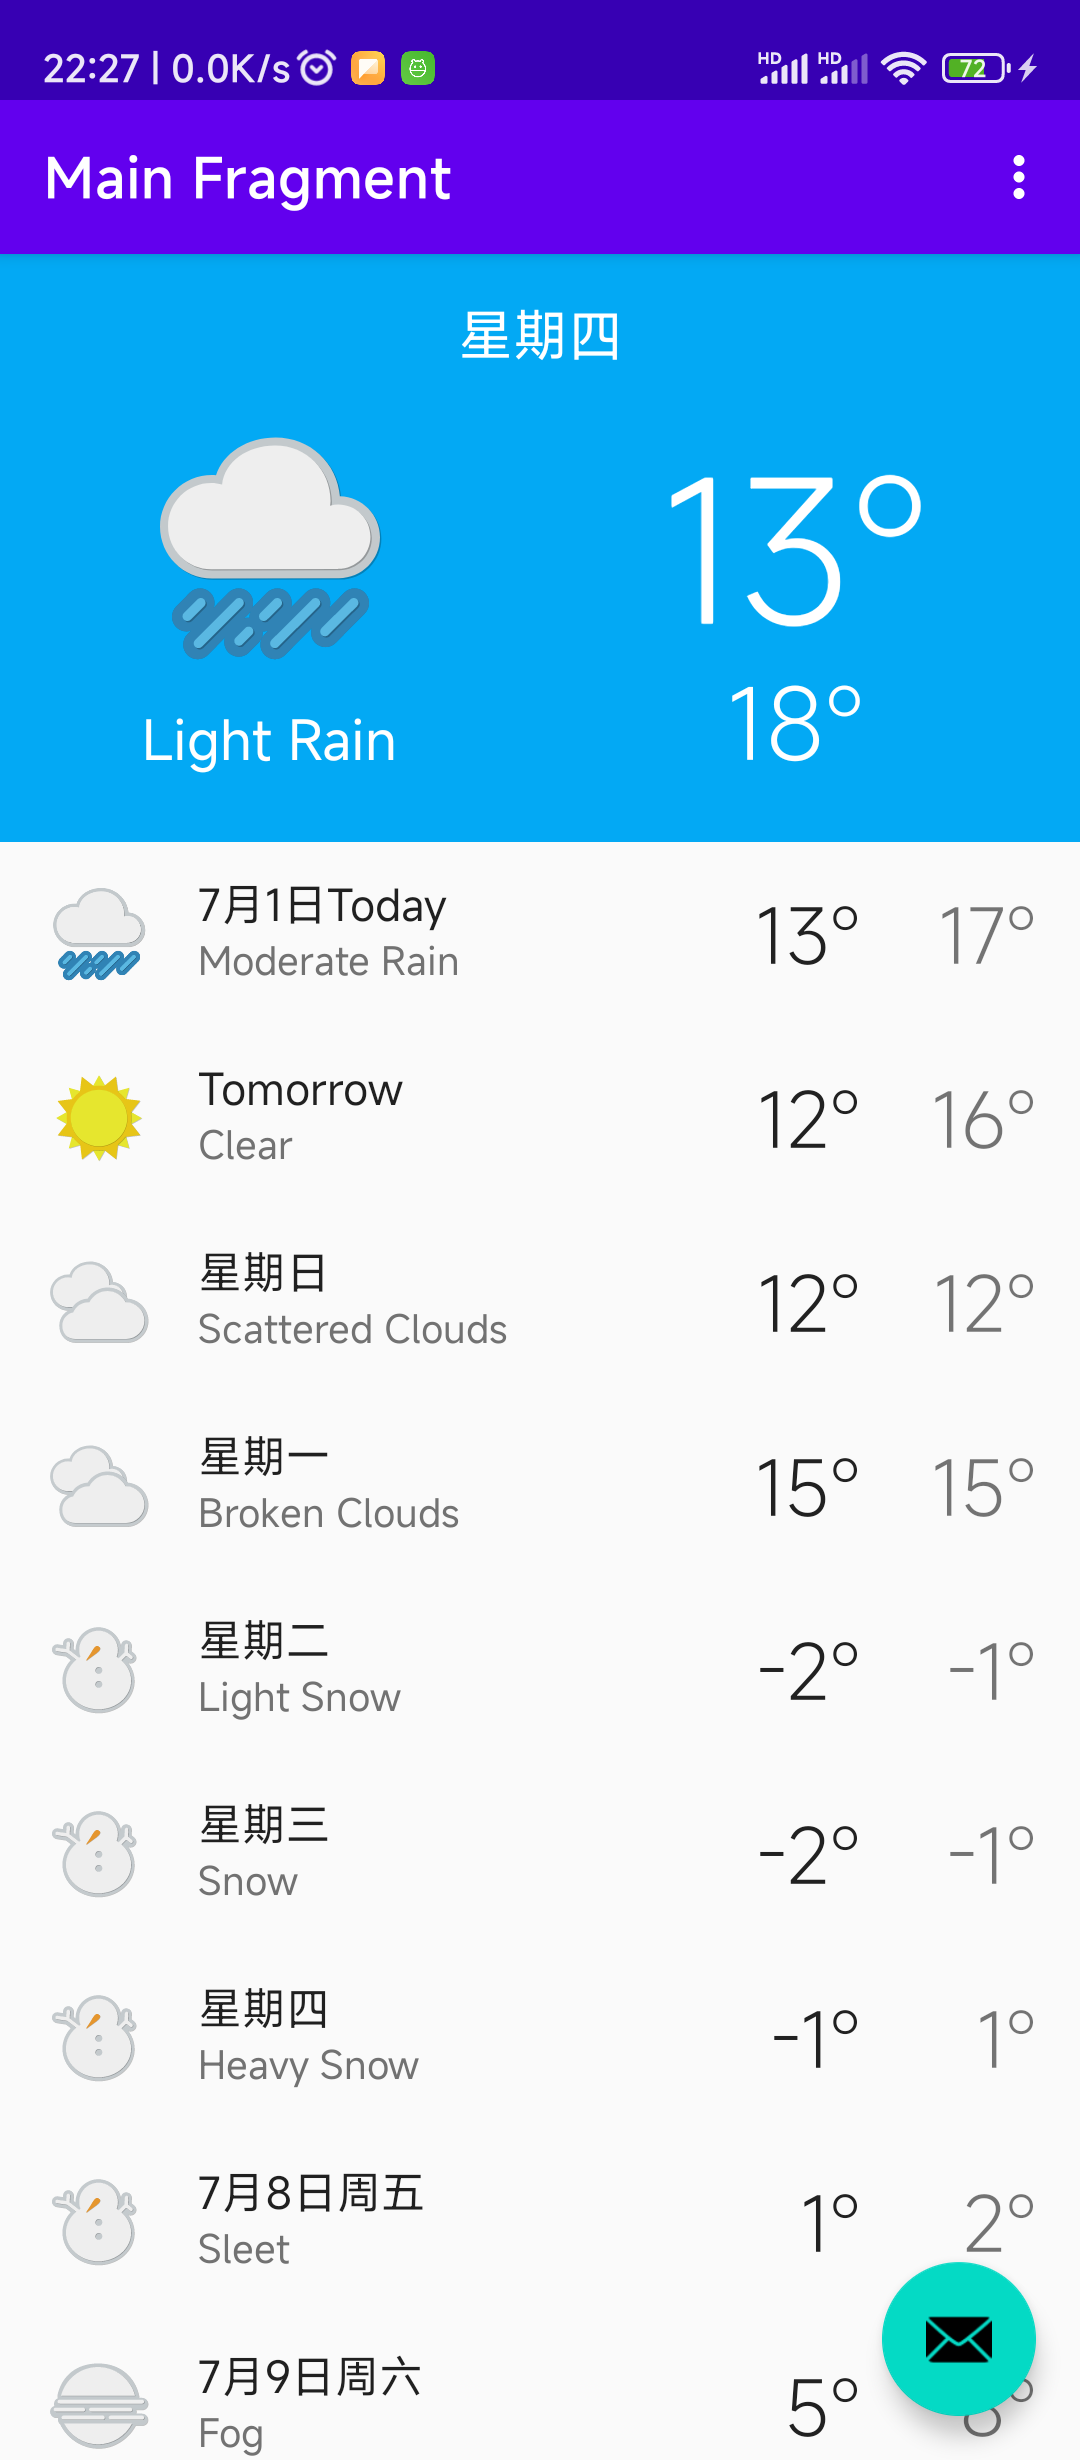 22:27 | 0.0K/s HD HD 72
Main Fragment
星期四
13°
18°
Light Rain
7月1日Today
Moderate Rain
13° 17°
Tomorrow
Clear
12° 16°
星期日
Scattered Clouds
12° 12°
星期一
Broken Clouds
15° 15°
星期二
Light Snow
-2° -1°
星期三
Snow
-2° -1°
星期四
Heavy Snow
-1° 1°
7月8日周五
Sleet
1° 2°
7月9日周六
Fog
5°